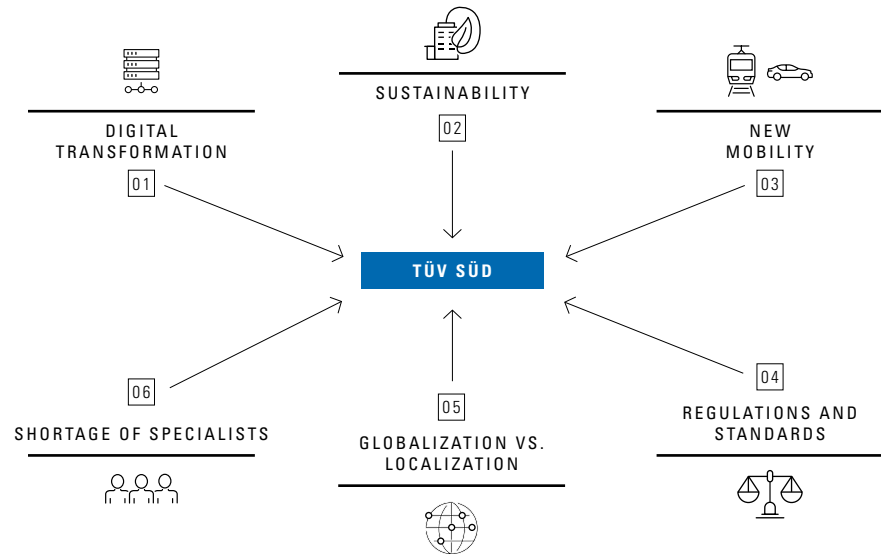 SUSTAINABILITY
02
DIGITAL
TRANSFORMATION
01
NEW
MOBILITY
03
TÜV SÜD
06
SHORTAGE OF SPECIALISTS
05
GLOBALIZATION VS.
LOCALIZATION
04
REGULATIONS AND
STANDARDS